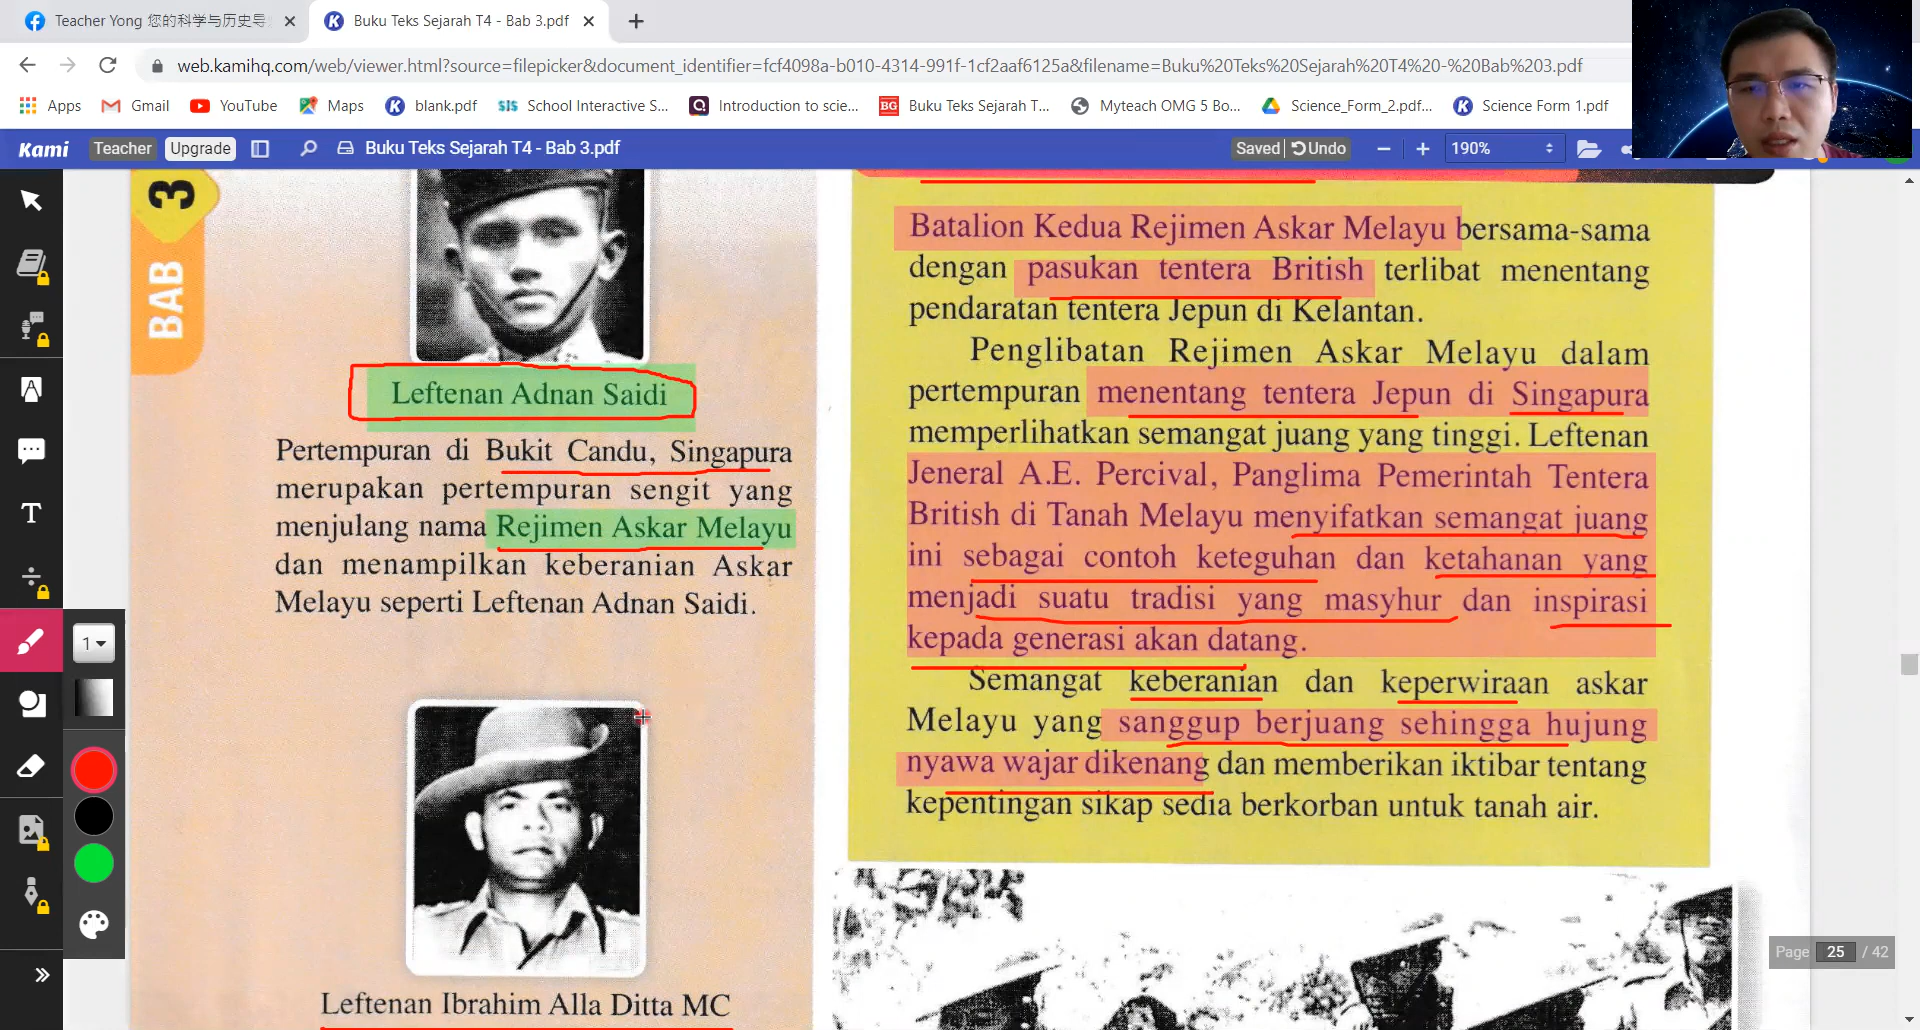 Teacher Yong 您的科学与历史导
Buku Teks Sejarah T4 - Bab 3.pdf
web.kamihq.com/web/viewer.html?source=filepicker&document_identifier=fcf4098a-b010-4314-991f-1cf2aaf6125a&filename=Buku%20Teks%20Sejarah%20T4%20-%20Bab%203.pdf
Apps
Gmail
YouTube
Maps
blank.pdf
School Interactive S...
Introduction to scie...
Buku Teks Sejarah T...
Myteach OMG 5 Bo...
Science_Form_2.pdf...
Science Form 1.pdf
Kami
Teacher
Upgrade
Buku Teks Sejarah T4 - Bab 3.pdf
Saved
Undo
190%
BAB 3
Leftenan Adnan Saidi
Pertempuran di Bukit Candu, Singapura
merupakan pertempuran sengit yang
menjulang nama Rejimen Askar Melayu
dan menampilkan keberanian Askar
Melayu seperti Leftenan Adnan Saidi.
Leftenan Ibrahim Alla Ditta MC
Batalion Kedua Rejimen Askar Melayu bersama-sama
dengan pasukan tentera British terlibat menentang
pendaratan tentera Jepun di Kelantan.
Penglibatan Rejimen Askar Melayu dalam
pertempuran menentang tentera Jepun di Singapura
memperlihatkan semangat juang yang tinggi. Leftenan
Jeneral A.E. Percival, Panglima Pemerintah Tentera
British di Tanah Melayu menyifatkan semangat juang
ini sebagai contoh keteguhan dan ketahanan yang
menjadi suatu tradisi yang masyhur dan inspirasi
kepada generasi akan datang.
Semangat keberanian dan keperwiraan askar
Melayu yang sanggup berjuang sehingga hujung
nyawa wajar dikenang dan memberikan iktibar tentang
kepentingan sikap sedia berkorban untuk tanah air.
1
Page 25 / 42